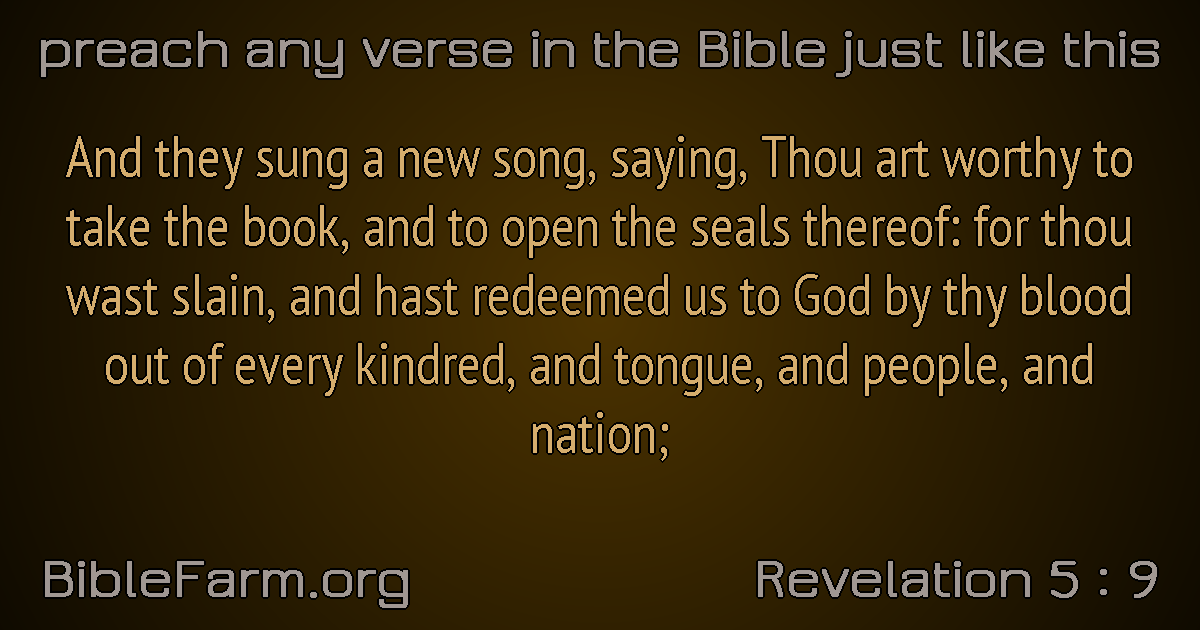 preach any verse in the Bible just like this
And they sung a new song, saying, Thou art worthy to
take the book, and to open the seals thereof: for thou
wast slain, and hast redeemed us to God by thy blood
out of every kindred, and tongue, and people, and
nation;
BibleFarm.org
Revelation 5 : 9